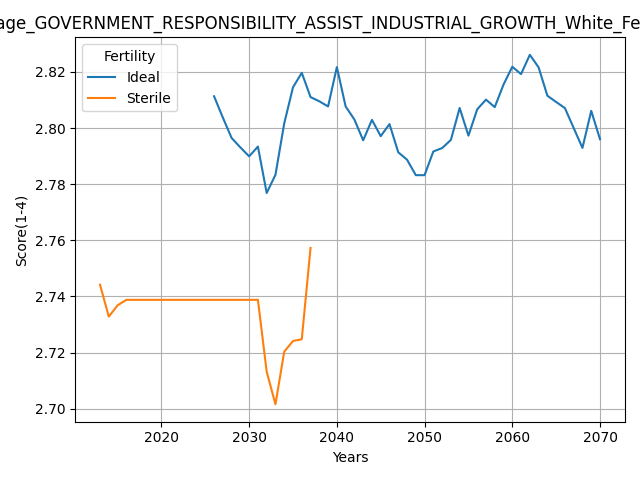 age_GOVERNMENT_RESPONSIBILITY_ASSIST_INDUSTRIAL_GROWTH_White_Fe
Fertility
Ideal
Sterile
Score(1-4)
2.82
2.80
2.78
2.76
2.74
2.72
2.70
2020 2030 2040 2050 2060 2070
Years